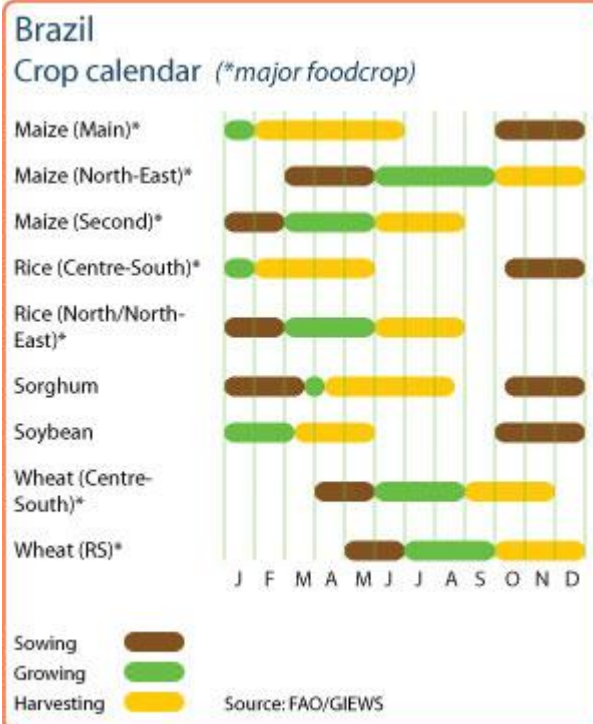 Brazil
Crop calendar (*major foodcrop)
Maize (Main)*
Maize (North-East)*
Maize (Second)*
Rice (Centre-South)*
Rice (North/North-
East)*
Sorghum
Soybean
Wheat (Centre-
South)*
Wheat (RS)*
J F M A M J J A S O N D
Sowing
Growing
Harvesting
Source: FAO/GIEWS